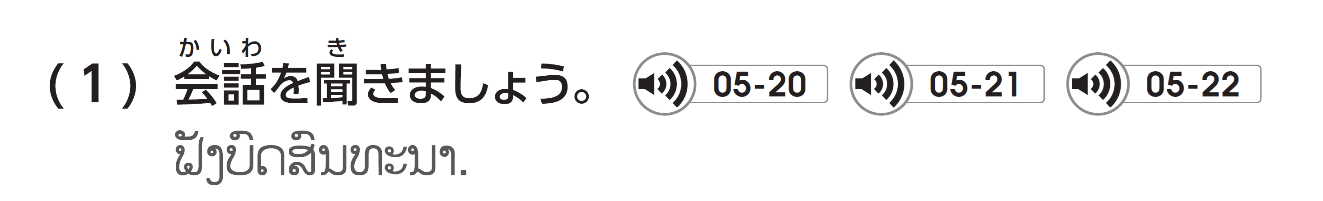 かいわ き
(1) 会話を聞きましょう。 05-20 05-21 05-22
ຟັງບົດສົນທະນາ.